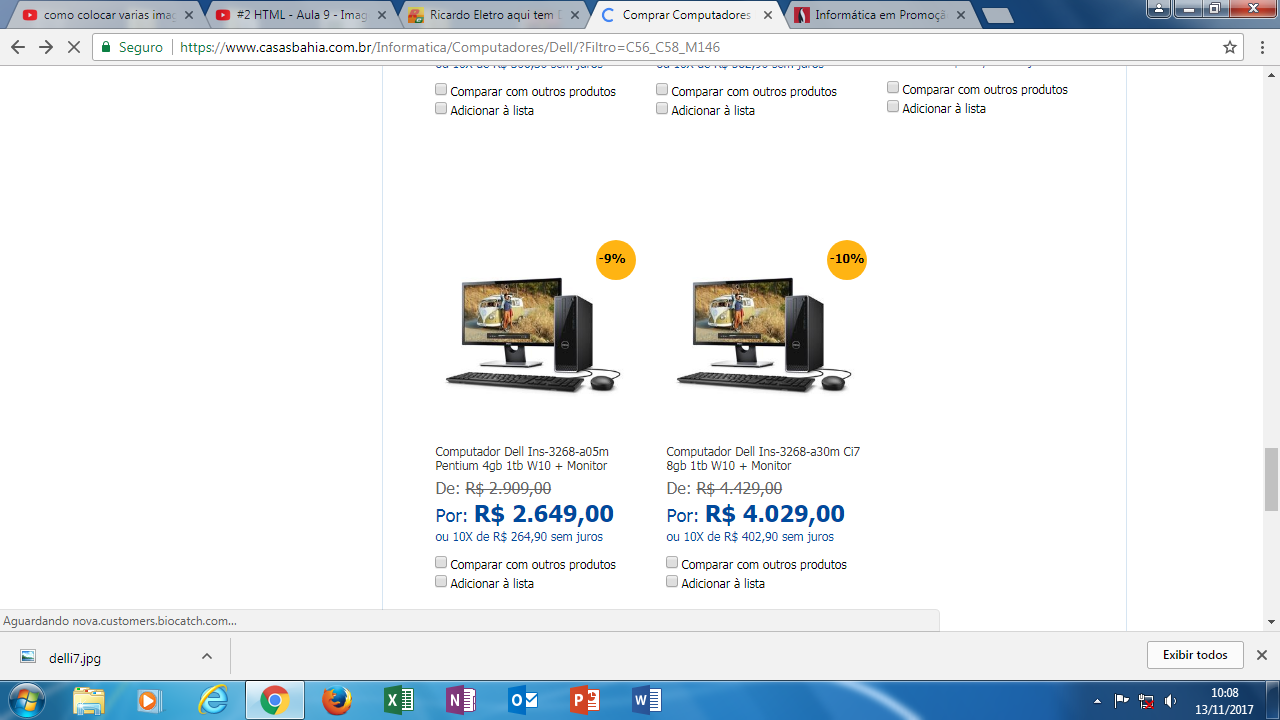 como colocar varias imag
#2 HTML - Aula 9 - Imag
Ricardo Eletro aqui tem D
Comprar Computadores
Informática em Promoçã
Seguro
https://www.casasbahia.com.br/Informatica/Computadores/Dell/?Filtro=C56_C58_M146
Comparar com outros produtos
Comparar com outros produtos
Comparar com outros produtos
Adicionar à lista
Adicionar à lista
Adicionar à lista
-9%
-10%
Computador Dell Ins-3268-a05m
Pentium 4gb 1tb W10 + Monitor
De: R$ 2.909,00
Por: R$ 2.649,00
ou 10X de R$ 264,90 sem juros
Comparar com outros produtos
Adicionar à lista
Computador Dell Ins-3268-a30m Ci7
8gb 1tb W10 + Monitor
De: R$ 4.429,00
Por: R$ 4.029,00
ou 10X de R$ 402,90 sem juros
Comparar com outros produtos
Adicionar à lista
Aguardando nova.customers.biocatch.com...
delli7.jpg
Exibir todos
10:08
13/11/2017